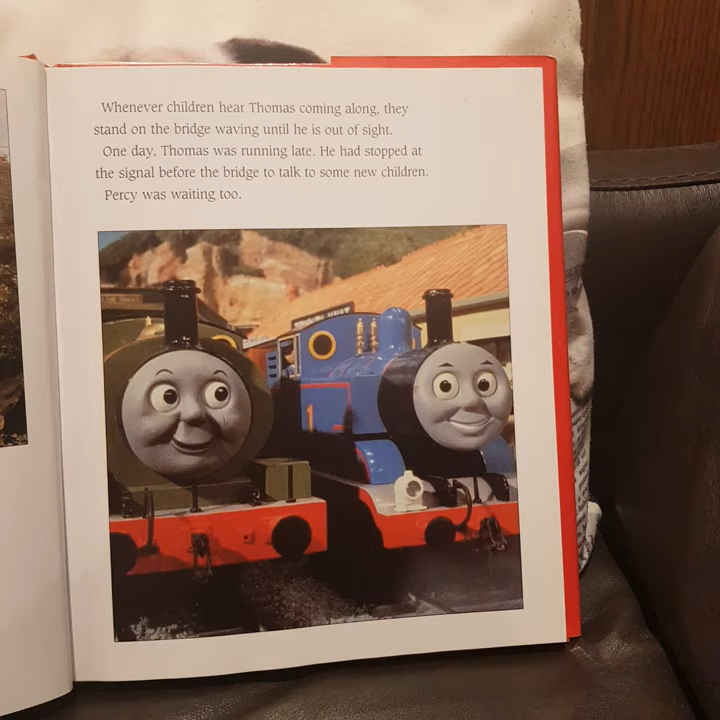 Whenever children hear Thomas coming along, they
stand on the bridge waving until he is out of sight.
One day, Thomas was running late. He had stopped at
the signal before the bridge to talk to some new children.
Percy was waiting too.
1